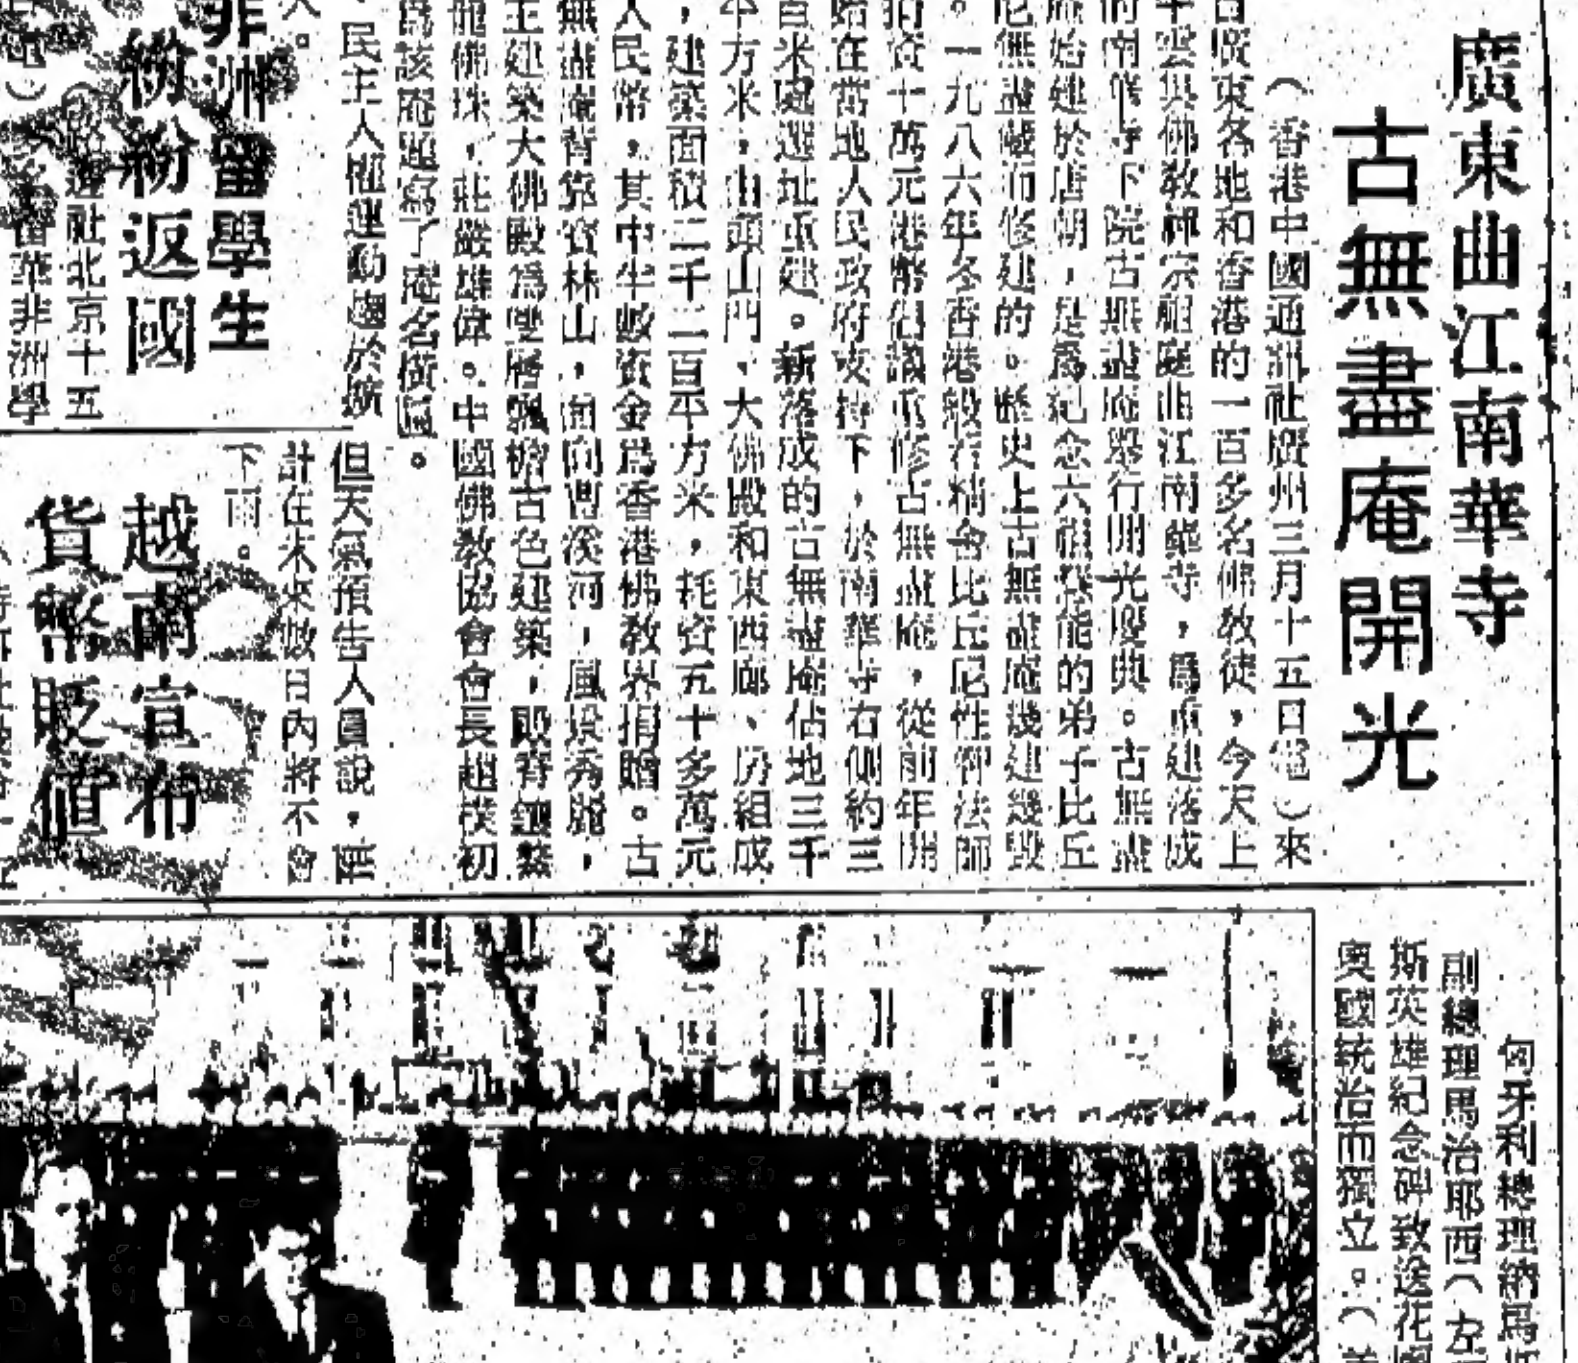 廣東曲江南華寺
古無盡庵開光
（香港中國通訊社廣州三月十五日電）來
自廣東各地和香港的一百多名佛教徒，今天上
午雲集佛教禪宗祖庭曲江南華寺，爲重建落成
的南華寺下院古無盡庵舉行開光慶典。古無盡
庵始建於唐朝，是爲紀念六祖慧能的弟子比丘
尼無盡藏而修建的。歷史上古無盡庵幾建幾毀
。一九八六年冬香港般若精舍比丘尼性禪法師
捐資十萬元港幣倡議重修古無盡庵，從前年開
始在當地人民政府支持下，於南華寺右側約三
百米處選址重建。新落成的古無盡庵佔地三千
平方米，由頭山門、大佛殿和東西廊、房組成
，建築面積二千二百平方米，耗資五十多萬元
人民幣，其中半數資金爲香港佛教界捐贈。古
無盡庵背靠寶林山，面向曹溪河，風景秀麗，
主建築大佛殿爲雙層飄檐古色建築，殿脊鑲
龍佛珠，莊嚴雄偉。中國佛教協會會長趙樸初
爲該庵題寫了庵名橫匾。
民主人權運動趨於
但天氣預告人員說，
計在未來數日內將不會
下雨。
非洲留學生
紛紛返國
社北京十五
留華非洲學
越南宣布
貨幣貶值
匈牙利總理納
副總理馬治耶西（左
斯英雄紀念碑致送花
奧國統治而獨立。（